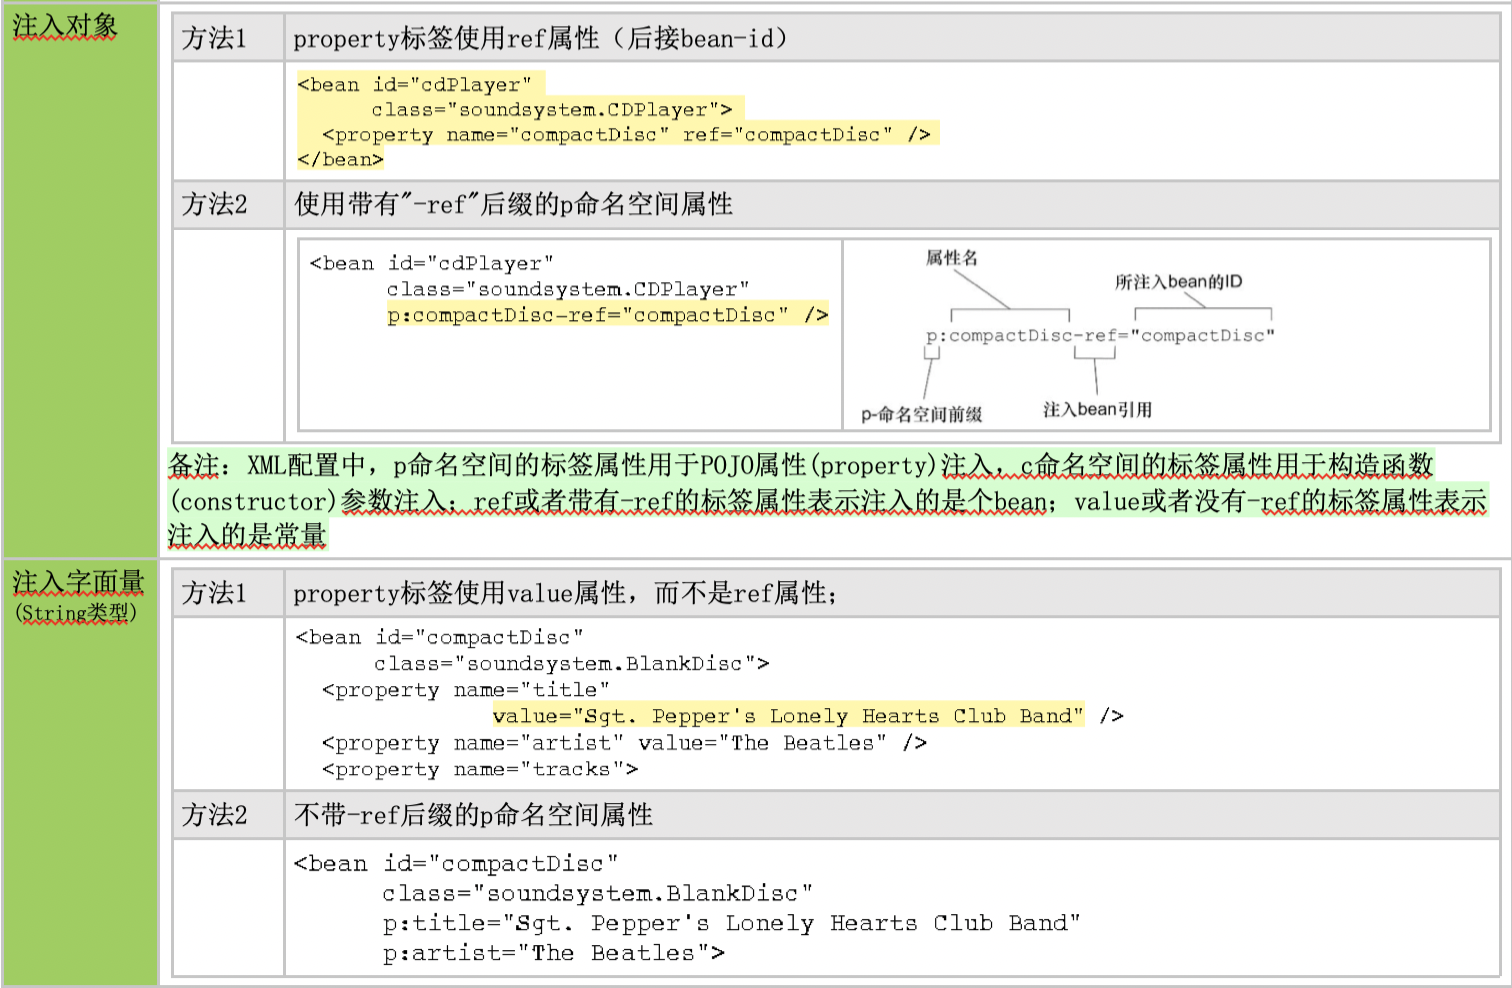 注入对象
方法1 property标签使用ref属性（后接bean-id）
<bean id="cdPlayer"
class="soundsystem.CDPlayer">
<property name="compactDisc" ref="compactDisc" />
</bean>
方法2 使用带有"-ref"后缀的p命名空间属性
<bean id="cdPlayer"
class="soundsystem.CDPlayer"
p:compactDisc-ref="compactDisc" />
属性名
所注入bean的ID
p:compactDisc-ref="compactDisc"
p-命名空间前缀
注入bean引用
备注：XML配置中，p命名空间的标签属性用于POJO属性(property)注入，c命名空间的标签属性用于构造函数
(constructor)参数注入；ref或者带有-ref的标签属性表示注入的是个bean；value或者没有-ref的标签属性表示
注入的是常量
注入字面量
(String类型)
方法1 property标签使用value属性，而不是ref属性；
<bean id="compactDisc"
class="soundsystem.BlankDisc">
<property name="title"
value="Sgt. Pepper's Lonely Hearts Club Band" />
<property name="artist" value="The Beatles" />
<property name="tracks">
方法2 不带-ref后缀的p命名空间属性
<bean id="compactDisc"
class="soundsystem.BlankDisc"
p:title="Sgt. Pepper's Lonely Hearts Club Band"
p:artist="The Beatles">